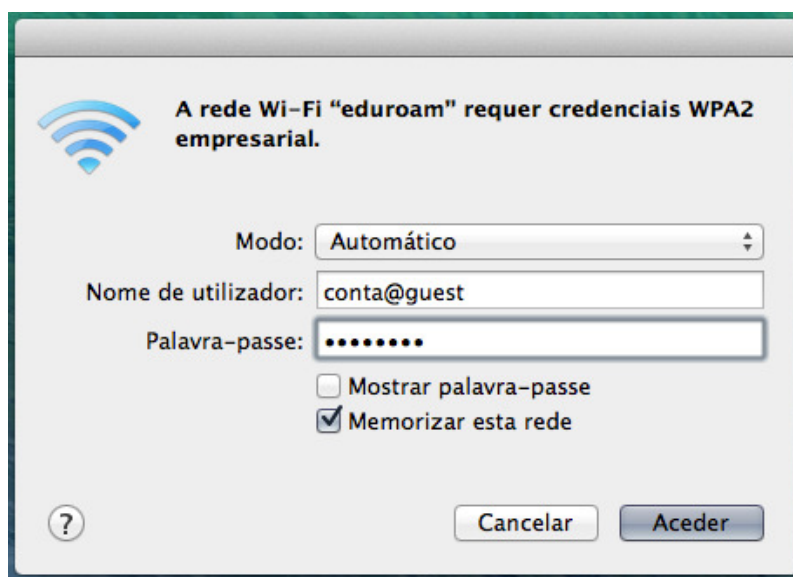 A rede Wi-Fi “eduroam” requer credenciais WPA2
empresarial.
Modo: Automático
Nome de utilizador: conta@guest
Palavra-passe: ••••••••
Mostrar palavra-passe
Memorizar esta rede
? Cancelar Aceder